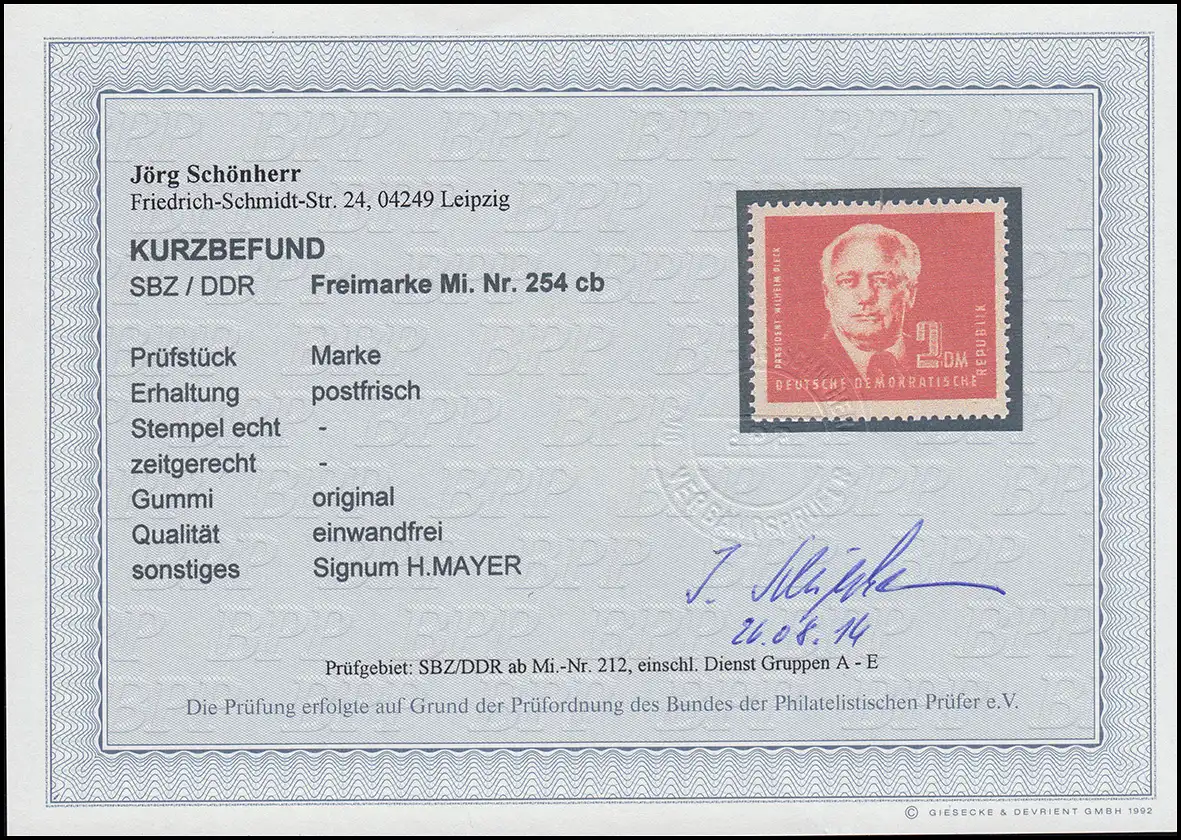 Jörg Schönherr
Friedrich-Schmidt-Str. 24, 04249 Leipzig
KURZBEFUND
SBZ / DDR Freimarke Mi. Nr. 254 cb
Prüfstück Marke
Erhaltung postfrisch
Stempel echt -
zeitgerecht -
Gummi original
Qualität einwandfrei
sonstiges Signum H.MAYER
PRÄSIDENT WILHELM PIECK
2 DM
REPUBLIK
DEUTSCHE DEMOKRATISCHE
BPP
VERBANDSPRÜFER
J. Schönherr
26.08.14
Prüfgebiet: SBZ/DDR ab Mi.-Nr. 212, einschl. Dienst Gruppen A - E
Die Prüfung erfolgte auf Grund der Prüfordnung des Bundes der Philatelistischen Prüfer e.V.
© GIESECKE & DEVRIENT GMBH 1992